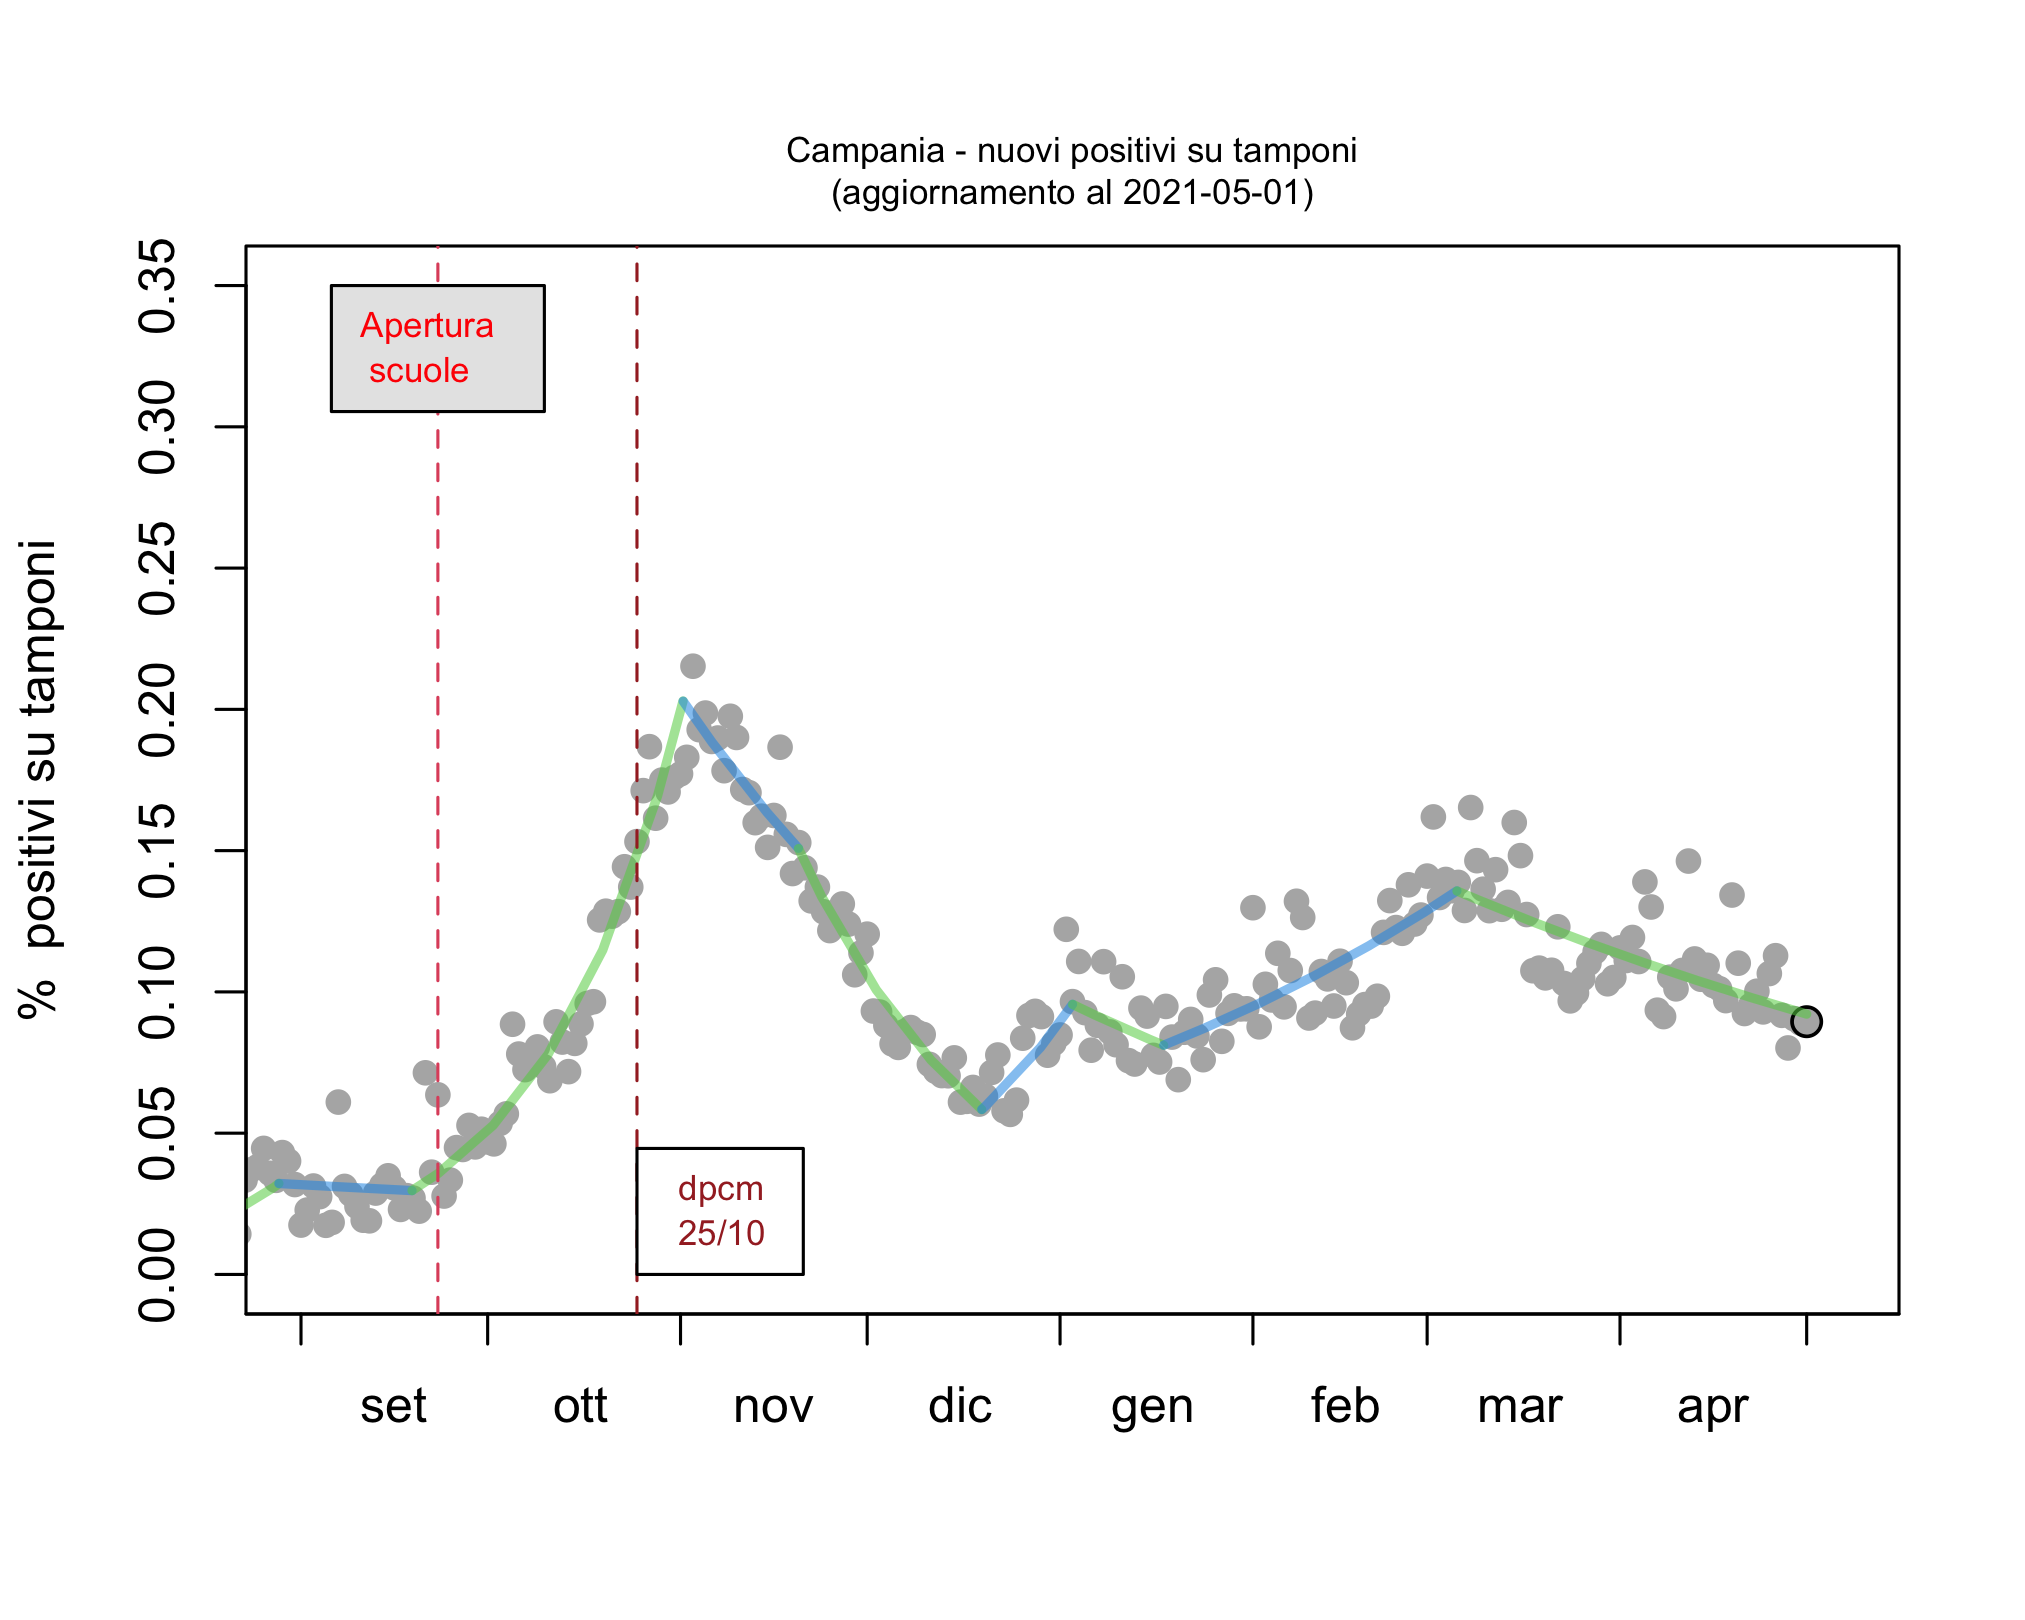 Campania - nuovi positivi su tamponi
(aggiornamento al 2021-05-01)
% positivi su tamponi
0.35
0.30
0.25
0.20
0.15
0.10
0.05
0.00
Apertura
scuole
dpcm
25/10
set ott nov dic gen feb mar apr